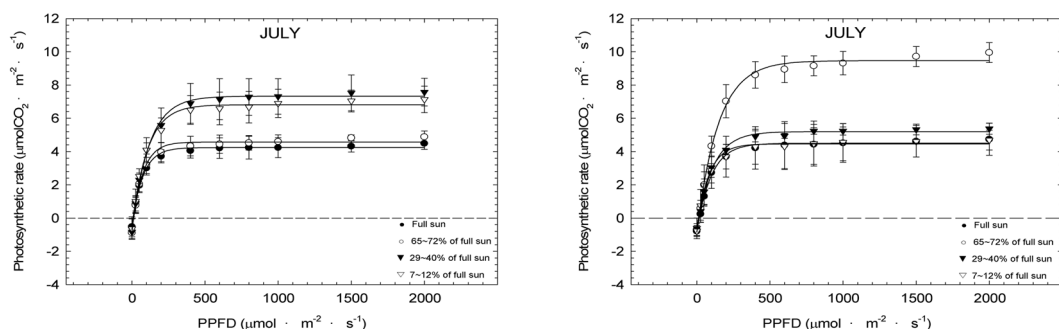 JULY
Photosynthetic rate (μmolCO₂ · m⁻² · s⁻¹)
12
10
8
6
4
2
0
-2
-4
Full sun
65~72% of full sun
29~40% of full sun
7~12% of full sun
0 500 1000 1500 2000
PPFD (μmol · m⁻² · s⁻¹)
JULY
Photosynthetic rate (μmolCO₂ · m⁻² · s⁻¹)
12
10
8
6
4
2
0
-2
-4
Full sun
65~72% of full sun
29~40% of full sun
7~12% of full sun
0 500 1000 1500 2000
PPFD (μmol · m⁻² · s⁻¹)